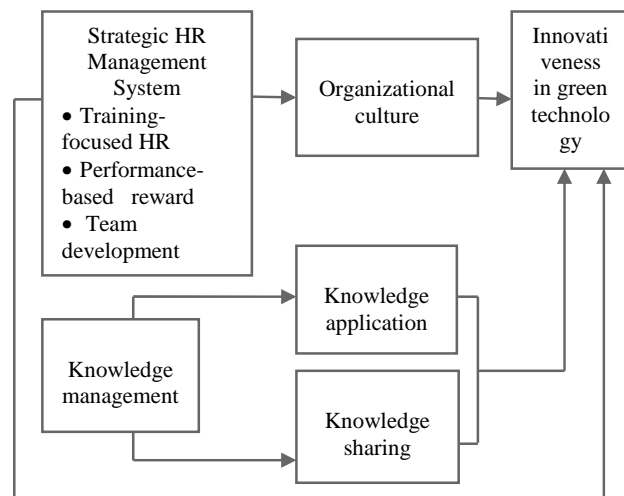 Strategic HR
Management
System
• Training-
focused HR
• Performance-
based reward
• Team
development
Organizational
culture
Innovati
veness
in green
technolo
gy
Knowledge
application
Knowledge
management
Knowledge
sharing